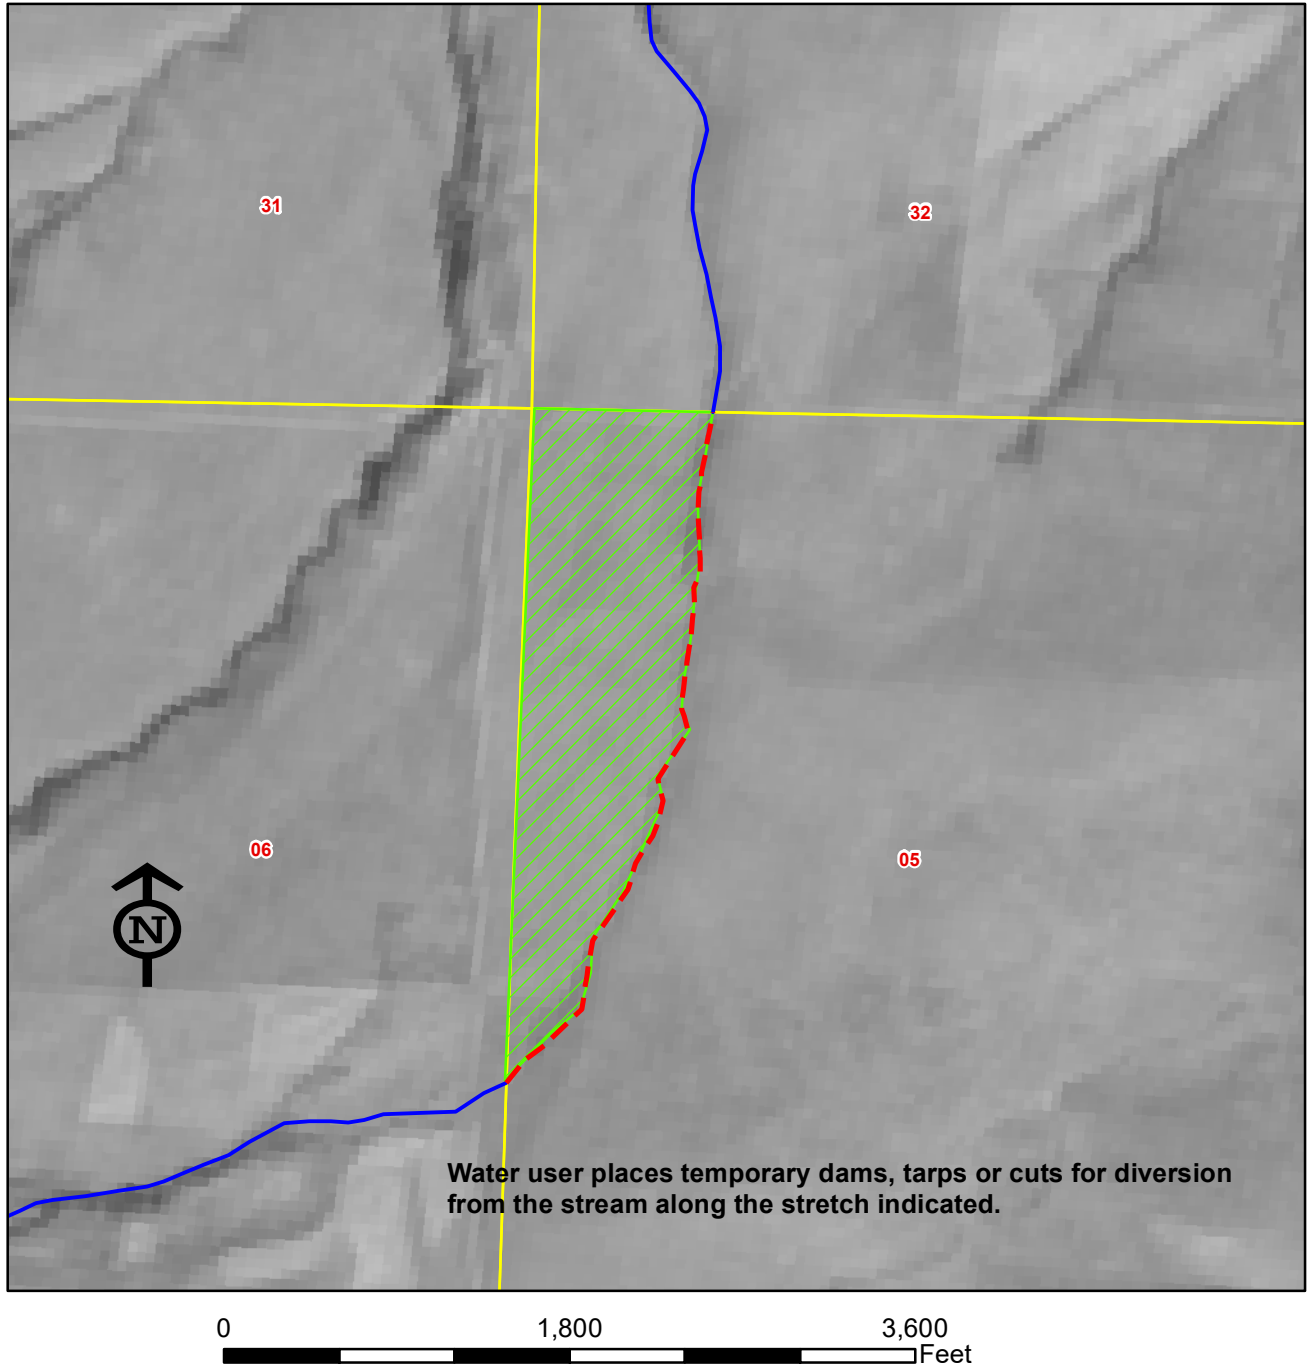 31
32
06
05
N
Water user places temporary dams, tarps or cuts for diversion
from the stream along the stretch indicated.
0 1,800 3,600
Feet